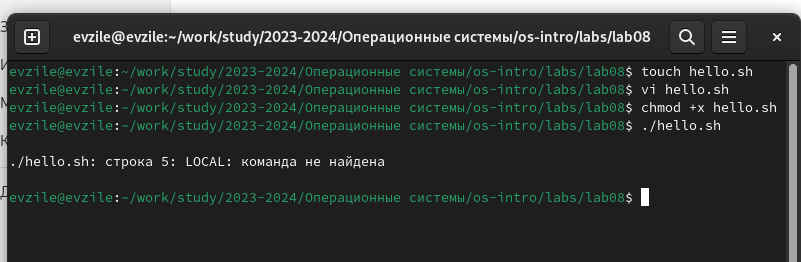 evzile@evzile:~/work/study/2023-2024/Операционные системы/os-intro/labs/lab08
evzile@evzile:~/work/study/2023-2024/Операционные системы/os-intro/labs/lab08$ touch hello.sh
evzile@evzile:~/work/study/2023-2024/Операционные системы/os-intro/labs/lab08$ vi hello.sh
evzile@evzile:~/work/study/2023-2024/Операционные системы/os-intro/labs/lab08$ chmod +x hello.sh
evzile@evzile:~/work/study/2023-2024/Операционные системы/os-intro/labs/lab08$ ./hello.sh
./hello.sh: строка 5: LOCAL: команда не найдена
evzile@evzile:~/work/study/2023-2024/Операционные системы/os-intro/labs/lab08$